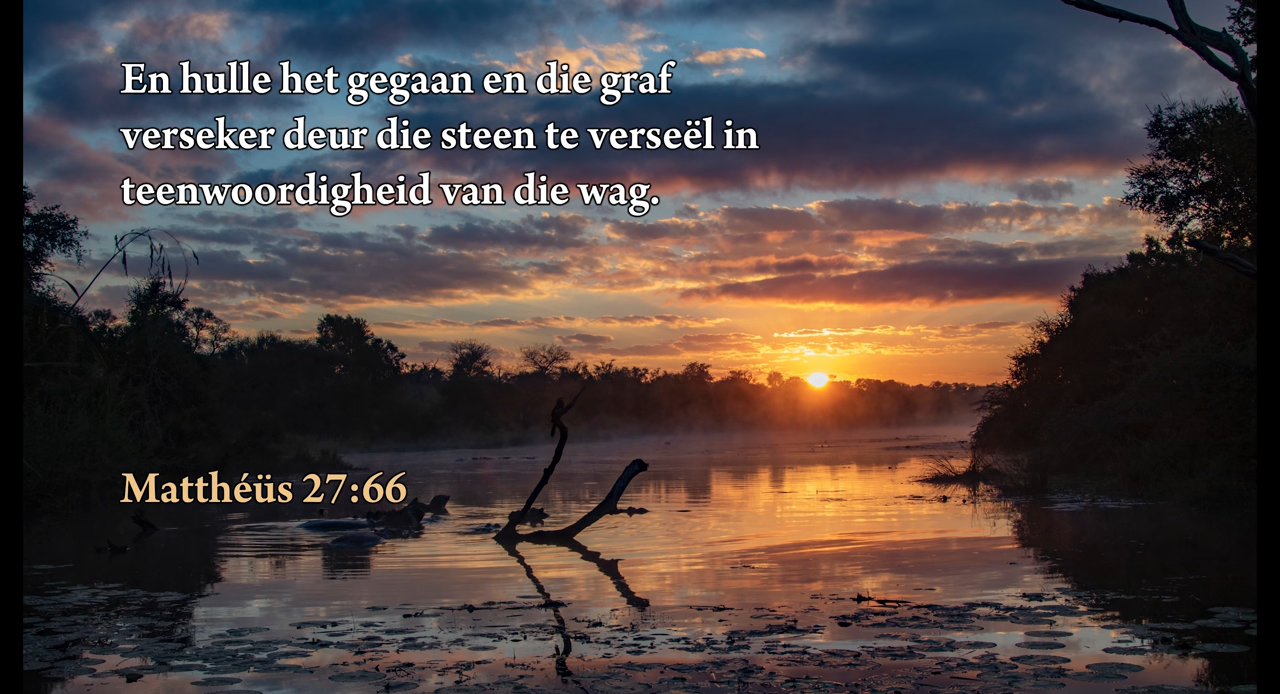 En hulle het gegaan en die graf
verseker deur die steen te verseël in
teenwoordigheid van die wag.
Matthéüs 27:66